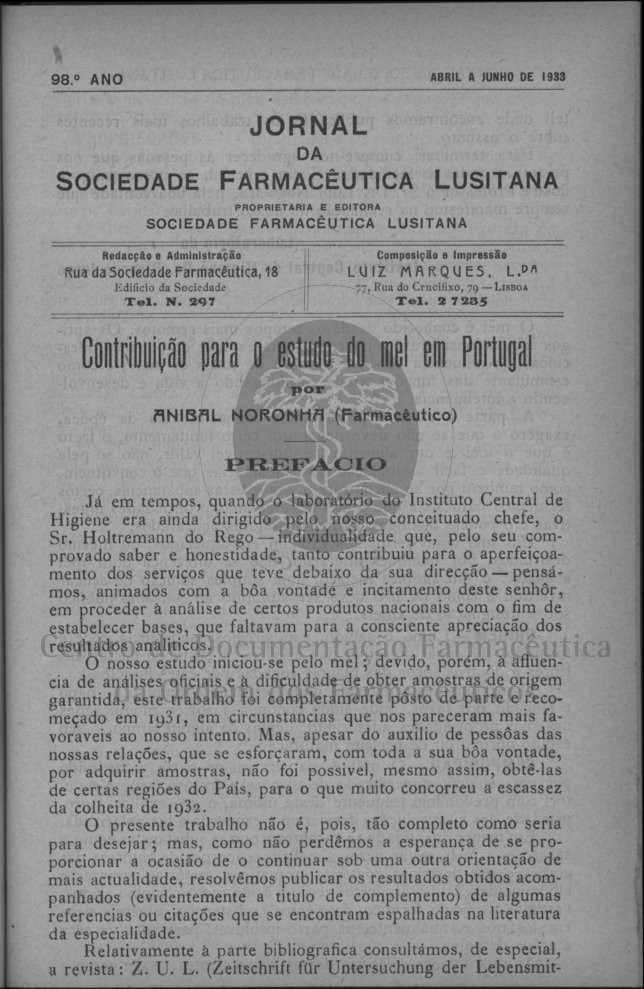 98.º ANO
ABRIL A JUNHO DE 1933
JORNAL
DA
SOCIEDADE FARMACÊUTICA LUSITANA
PROPRIETARIA E EDITORA
SOCIEDADE FARMACÊUTICA LUSITANA
Redacção e Administração
Rua da Sociedade Farmacêutica, 18
Edificio da Sociedade
Tel. N. 297
Composição e Impressão
LUIZ MARQUES, L.DA
77, Rua do Crucifixo, 79 — LISBOA
Tel. 2 7235
Contribuição para o estudo do mel em Portugal
por
ANIBAL NORONHA (Farmacêutico)
PREFACIO
Já em tempos, quando o laboratório do Instituto Central de
Higiene era ainda dirigido pelo nosso conceituado chefe, o
Sr. Holtremann do Rego — individualidade que, pelo seu com-
provado saber e honestidade, tanto contribuiu para o aperfeiçoa-
mento dos serviços que teve debaixo da sua direcção — pensá-
mos, animados com a bôa vontade e incitamento deste senhôr,
em proceder à análise de certos produtos nacionais com o fim de
estabelecer bases, que faltavam para a consciente apreciação dos
resultados analiticos.
O nosso estudo iniciou-se pelo mel; devido, porém, à afluen-
cia de análises oficiais e à dificuldade de obter amostras de origem
garantida, este trabalho foi completamente pôsto de parte e reco-
meçado em 1931, em circunstancias que nos pareceram mais fa-
voraveis ao nosso intento. Mas, apesar do auxilio de pessôas das
nossas relações, que se esforçaram, com toda a sua bôa vontade,
por adquirir amostras, não foi possivel, mesmo assim, obtê-las
de certas regiões do País, para o que muito concorreu a escassez
da colheita de 1932.
O presente trabalho não é, pois, tão completo como seria
para desejar; mas, como não perdêmos a esperança de se pro-
porcionar a ocasião de o continuar sob uma outra orientação de
mais actualidade, resolvêmos publicar os resultados obtidos acom-
panhados (evidentemente a titulo de complemento) de algumas
referencias ou citações que se encontram espalhadas na literatura
da especialidade.
Relativamente à parte bibliografica consultámos, de especial,
a revista: Z. U. L. (Zeitschrift für Untersuchung der Lebensmit-
Centro de Documentação Farmacêutica
da Ordem dos Farmacêuticos